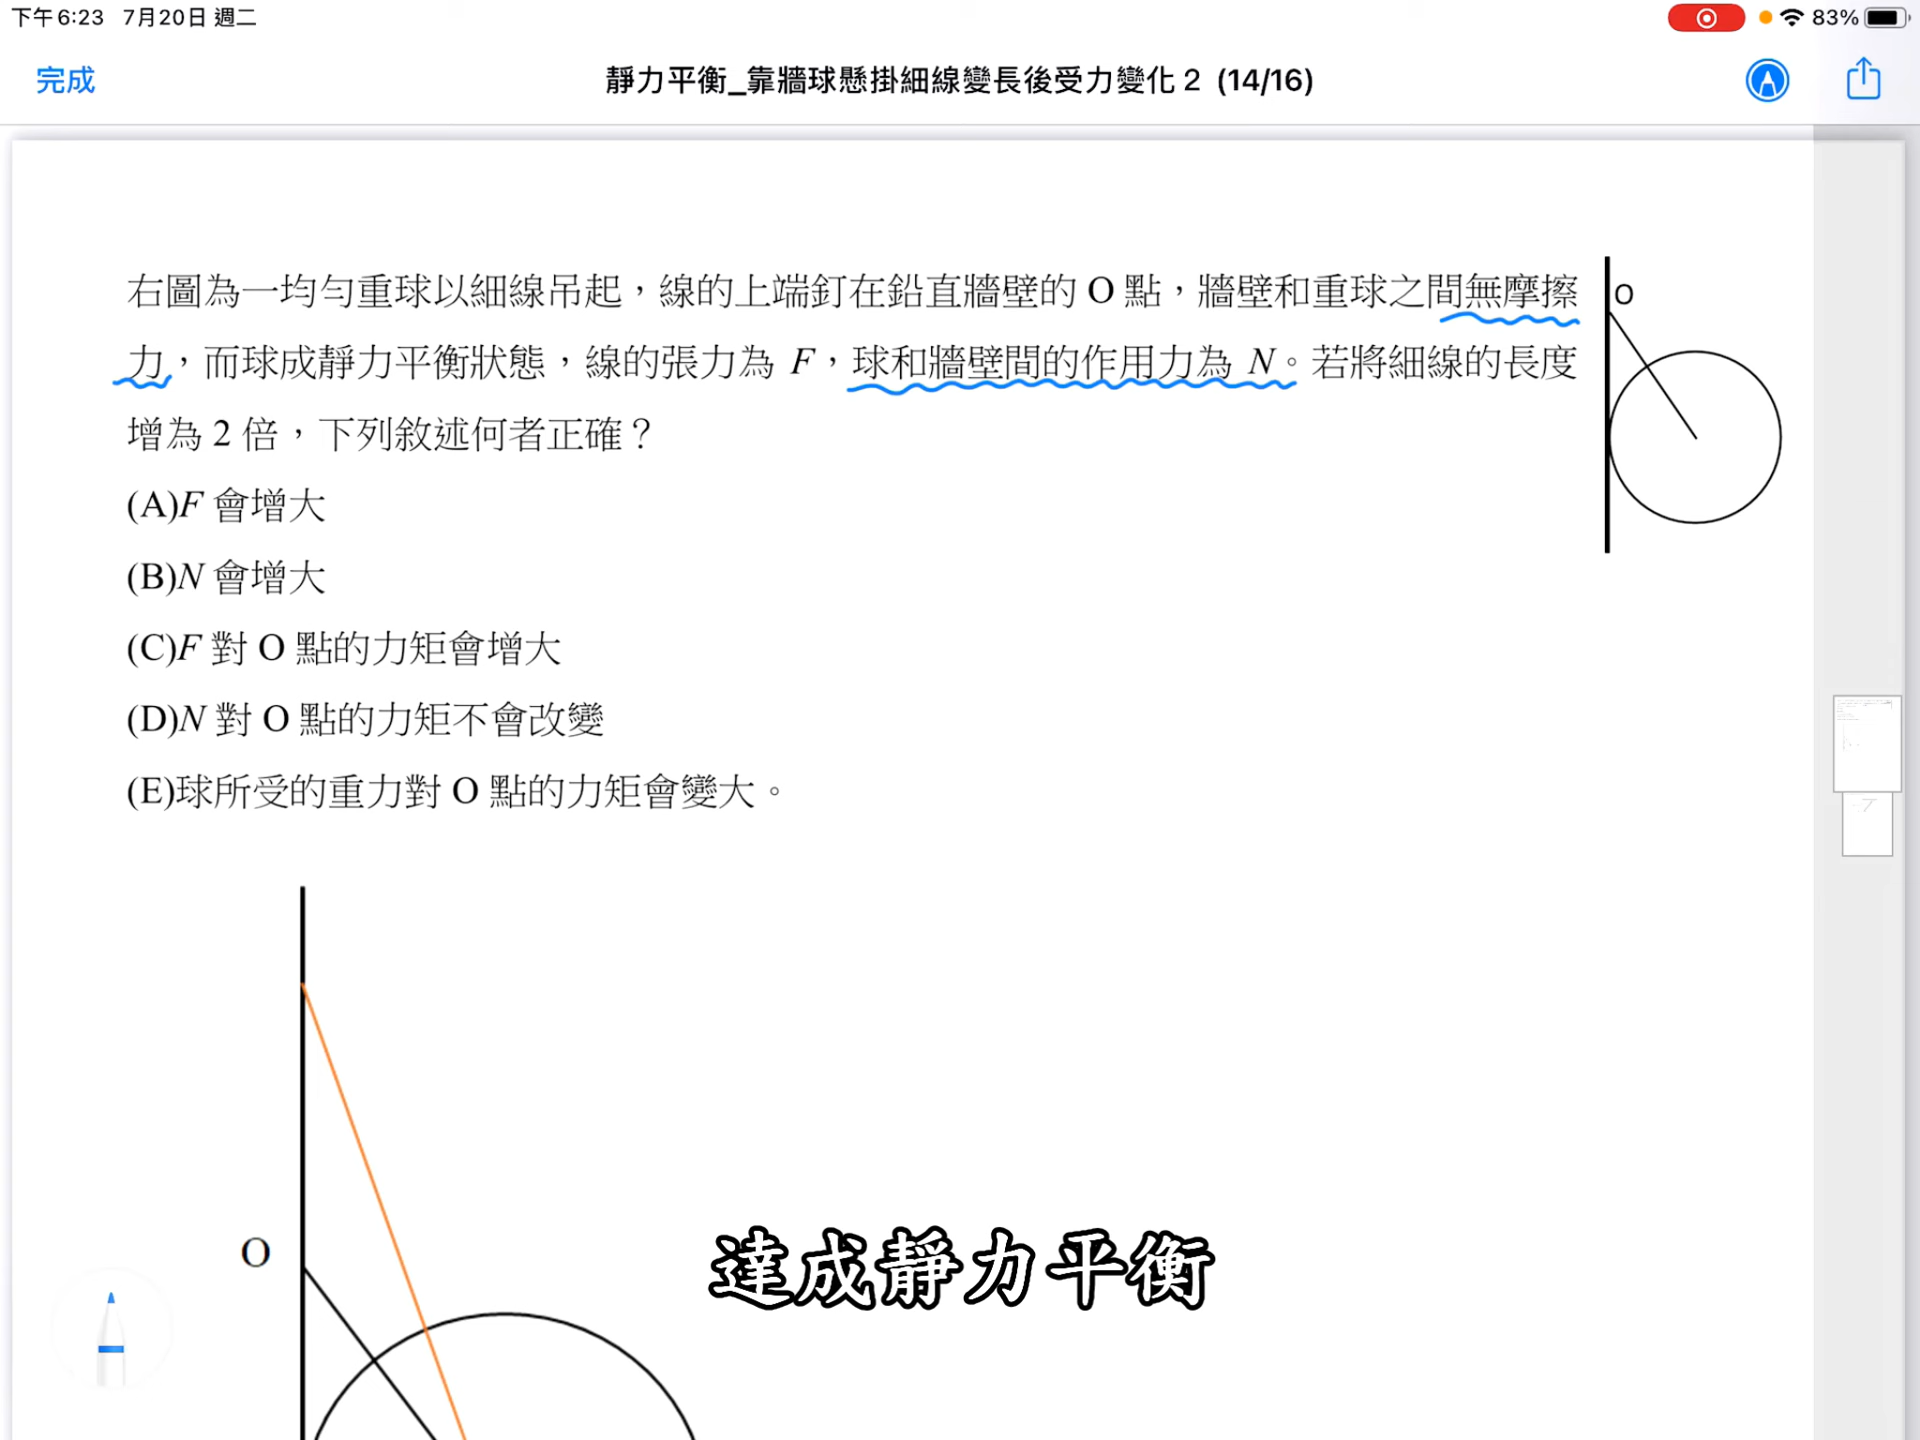 下午6:23 7月20日 週二
83%
完成
靜力平衡_靠牆球懸掛細線變長後受力變化 2 (14/16)
右圖為一均勻重球以細線吊起，線的上端釘在鉛直牆壁的 O 點，牆壁和重球之間無摩擦
力，而球成靜力平衡狀態，線的張力為 F，球和牆壁間的作用力為 N。若將細線的長度
增為 2 倍，下列敘述何者正確？
(A)F 會增大
(B)N 會增大
(C)F 對 O 點的力矩會增大
(D)N 對 O 點的力矩不會改變
(E)球所受的重力對 O 點的力矩會變大。
O
O
達成靜力平衡